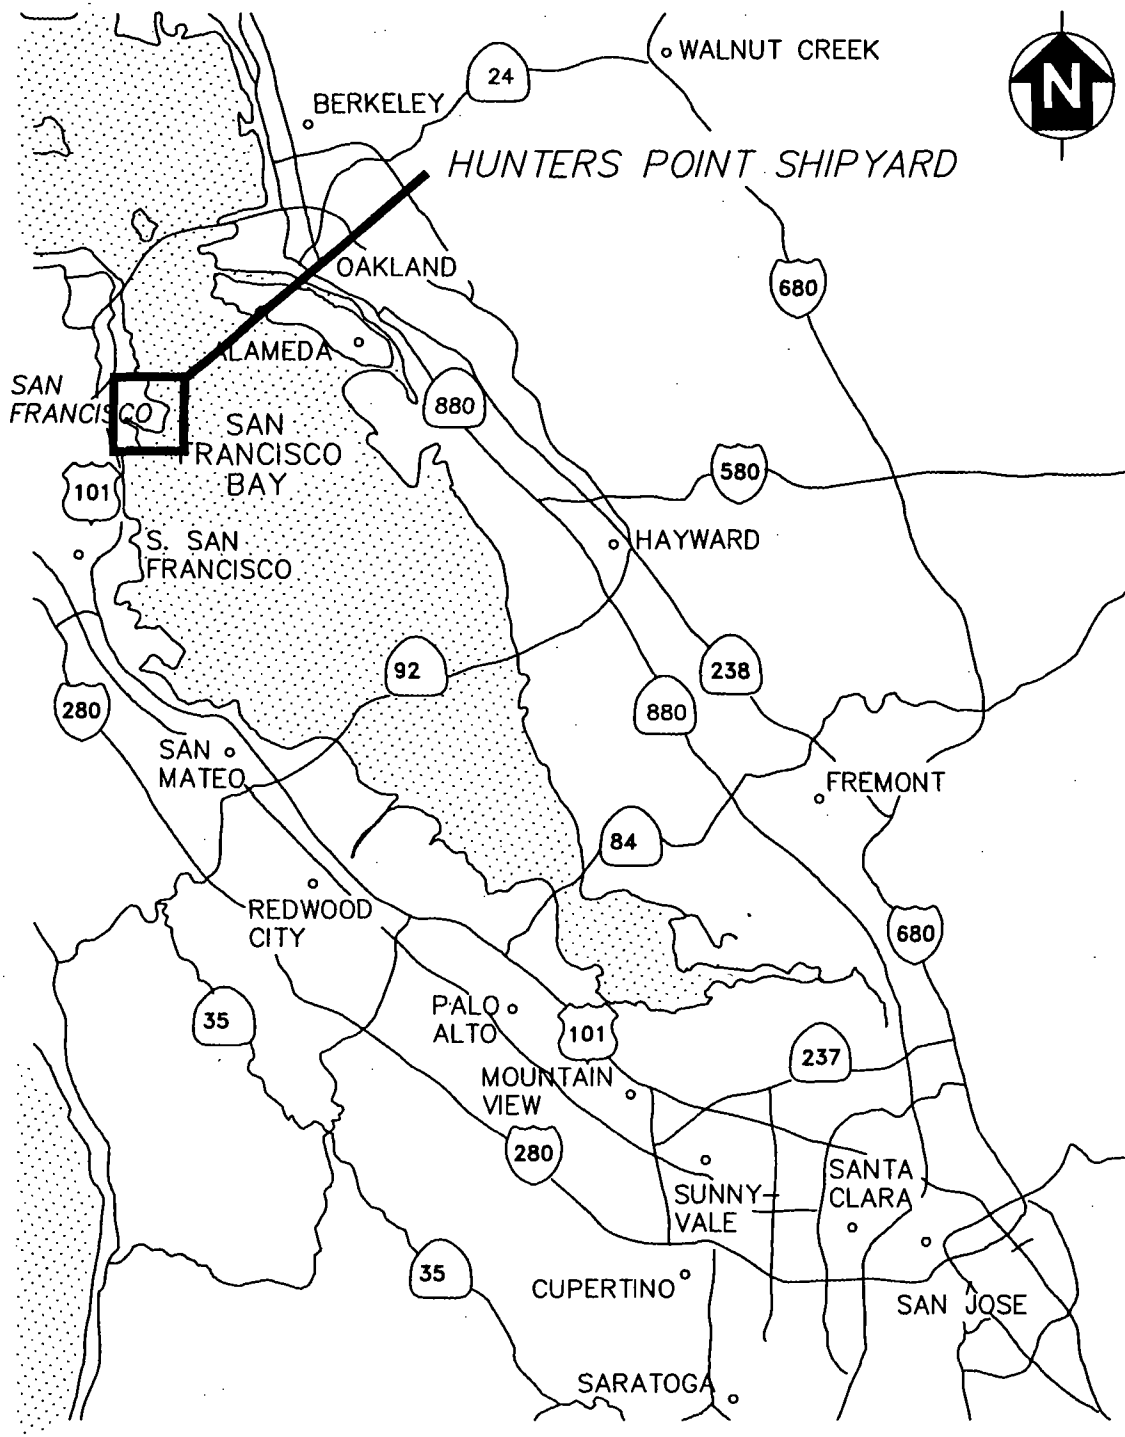 WALNUT CREEK
24
N
BERKELEY
HUNTERS POINT SHIPYARD
OAKLAND
680
ALAMEDA
SAN
FRANCISCO
880
SAN
FRANCISCO
BAY
580
101
S. SAN
FRANCISCO
HAYWARD
92
238
280
880
SAN
MATEO
FREMONT
84
REDWOOD
CITY
680
PALO
ALTO
35
101
237
MOUNTAIN
VIEW
280
SANTA
CLARA
SUNNY-
VALE
35
CUPERTINO
SAN JOSE
SARATOGA